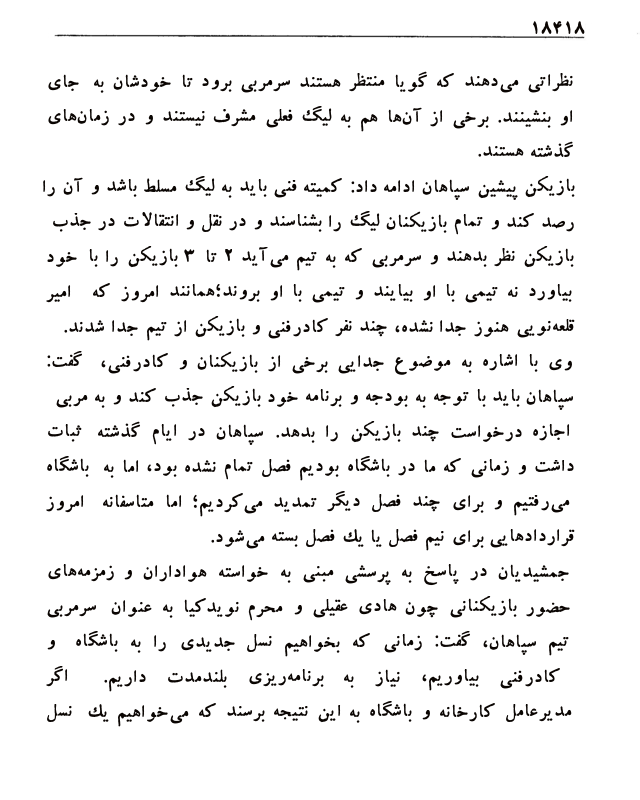 ۱۸۴۱۸
نظراتی می‌دهند که گویا منتظر هستند سرمربی برود تا خودشان به جای
او بنشینند. برخی از آن‌ها هم به لیگ فعلی مشرف نیستند و در زمان‌های
گذشته هستند.
بازیکن پیشین سپاهان ادامه داد: کمیته فنی باید به لیگ مسلط باشد و آن را
رصد کند و تمام بازیکنان لیگ را بشناسند و در نقل و انتقالات در جذب
بازیکن نظر بدهند و سرمربی که به تیم می‌آید ۲ تا ۳ بازیکن را با خود
بیاورد نه تیمی با او بیایند و تیمی با او بروند؛همانند امروز که امیر
قلعه‌نویی هنوز جدا نشده، چند نفر کادرفنی و بازیکن از تیم جدا شدند.
وی با اشاره به موضوع جدایی برخی از بازیکنان و کادرفنی، گفت:
سپاهان باید با توجه به بودجه و برنامه خود بازیکن جذب کند و به مربی
اجازه درخواست چند بازیکن را بدهد. سپاهان در ایام گذشته ثبات
داشت و زمانی که ما در باشگاه بودیم فصل تمام نشده بود، اما به باشگاه
می‌رفتیم و برای چند فصل دیگر تمدید می‌کردیم؛ اما متاسفانه امروز
قراردادهایی برای نیم فصل یا یك فصل بسته می‌شود.
جمشیدیان در پاسخ به پرسشی مبنی به خواسته هواداران و زمزمه‌های
حضور بازیکنانی چون هادی عقیلی و محرم نویدکیا به عنوان سرمربی
تیم سپاهان، گفت: زمانی که بخواهیم نسل جدیدی را به باشگاه و
کادرفنی بیاوریم، نیاز به برنامه‌ریزی بلندمدت داریم. اگر
مدیرعامل کارخانه و باشگاه به این نتیجه برسند که می‌خواهیم یك نسل